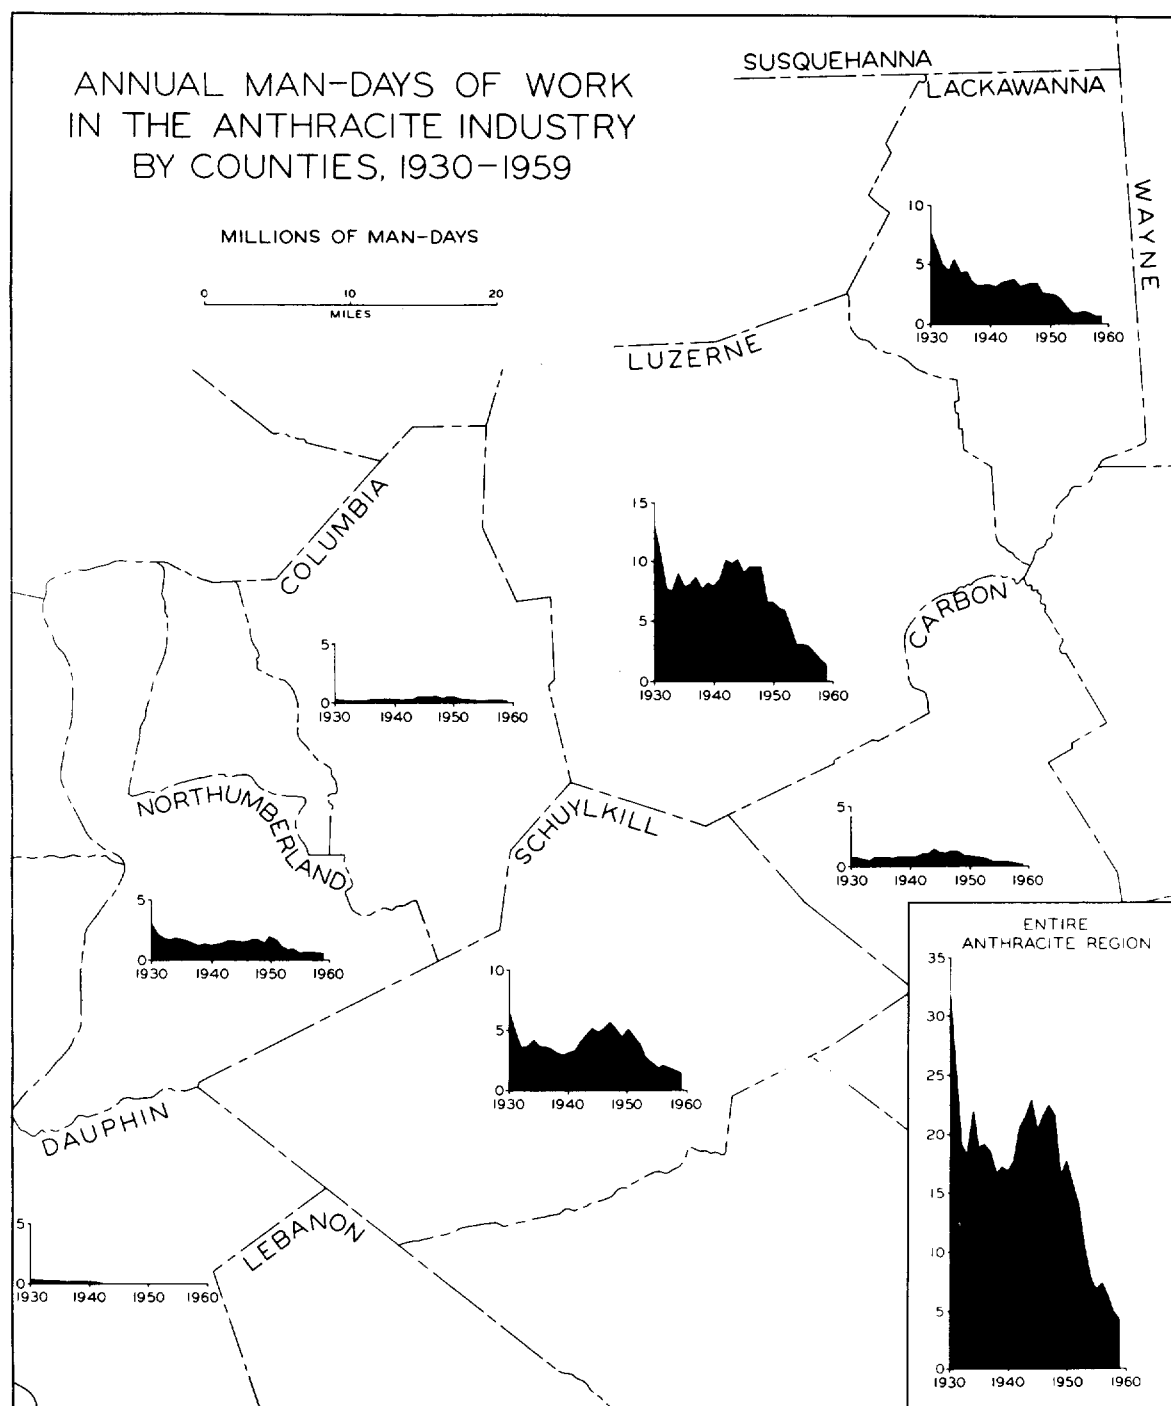 ANNUAL MAN-DAYS OF WORK
IN THE ANTHRACITE INDUSTRY
BY COUNTIES, 1930-1959
MILLIONS OF MAN-DAYS
0 10 20
MILES
SUSQUEHANNA
LACKAWANNA
WAYNE
10
5
0
1930 1940 1950 1960
LUZERNE
15
10
5
0
1930 1940 1950 1960
COLUMBIA
5
0
1930 1940 1950 1960
CARBON
5
0
1930 1940 1950 1960
NORTHUMBERLAND
5
0
1930 1940 1950 1960
SCHUYLKILL
10
5
0
1930 1940 1950 1960
DAUPHIN
5
0
1930 1940 1950 1960
LEBANON
ENTIRE
ANTHRACITE REGION
35
30
25
20
15
10
5
0
1930 1940 1950 1960